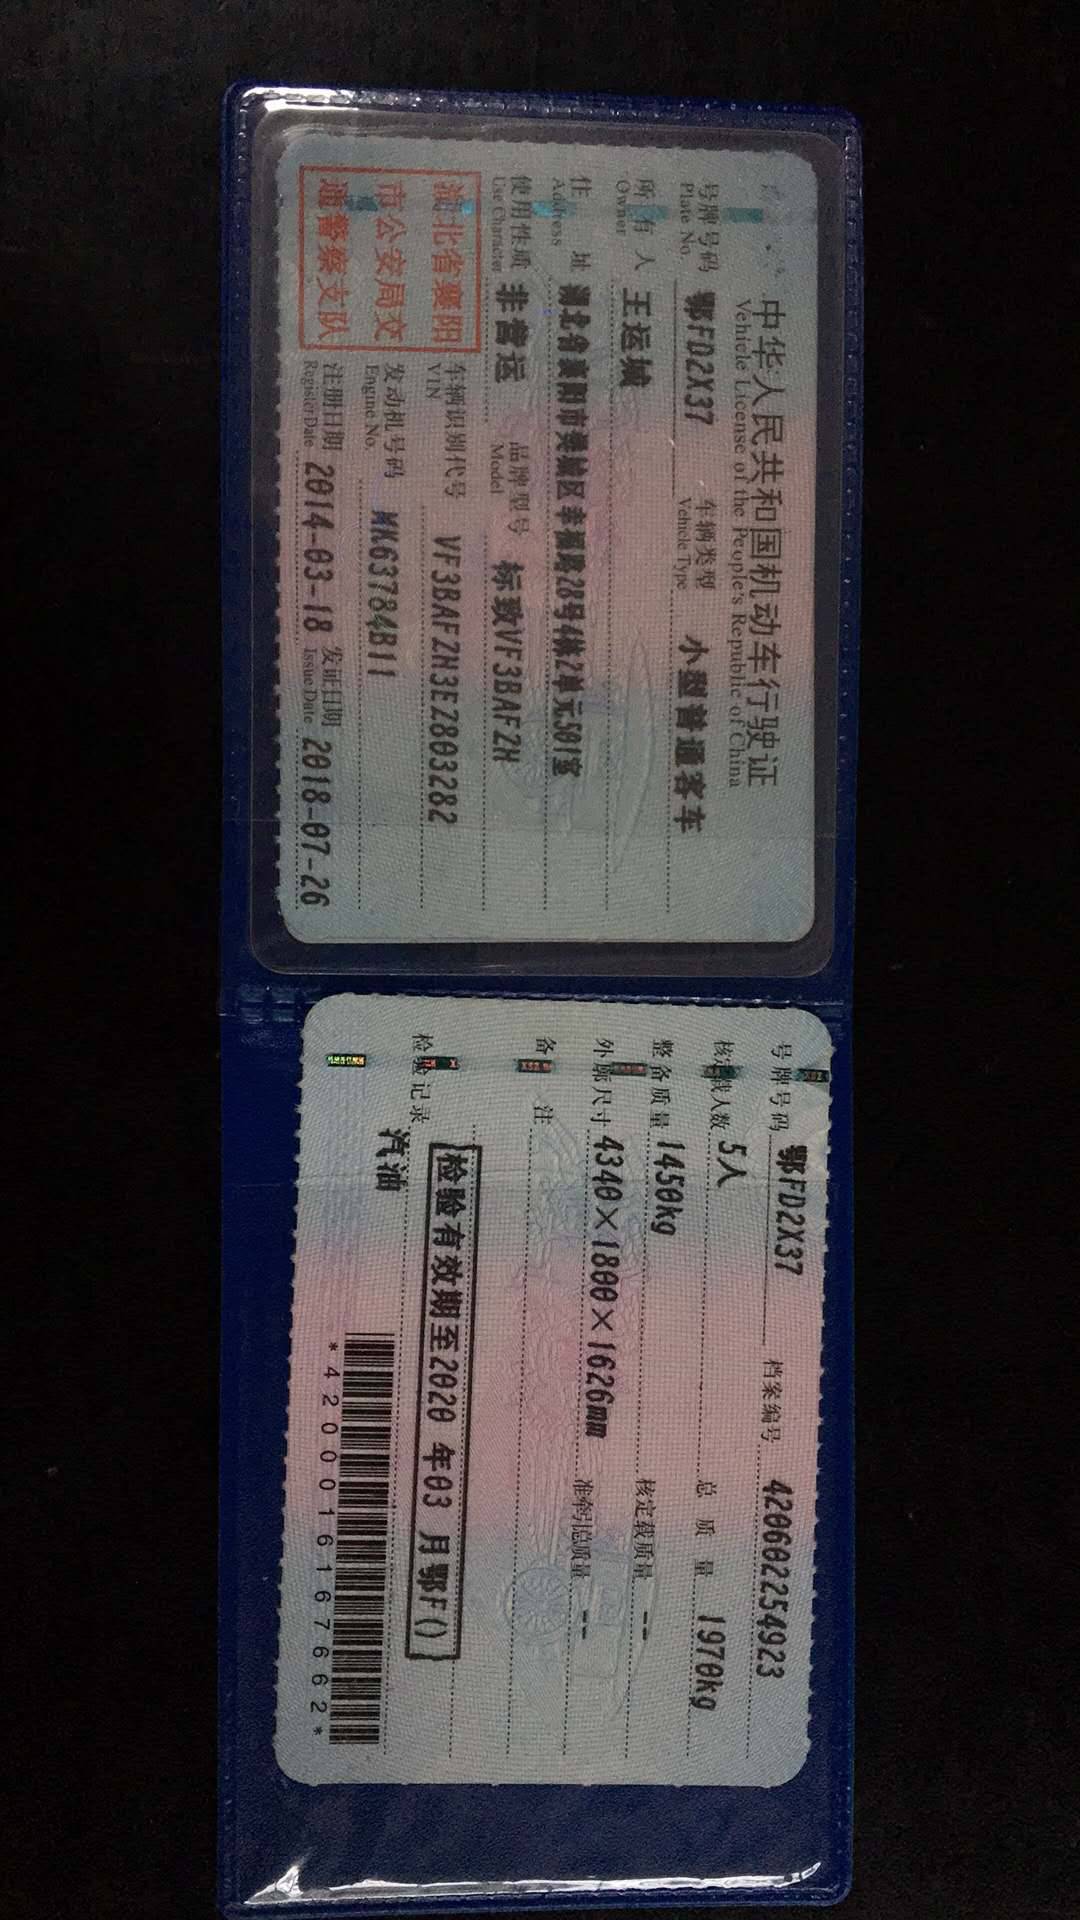 中华人民共和国机动车行驶证
Vehicle License of the People's Republic of China
号牌号码 鄂FD2X37 车辆类型 小型普通客车
Plate No. Vehicle Type
所有人 王运城
Owner
住址 湖北省襄阳市樊城区幸福路28号4栋2单元501室
Address
使用性质 非营运 品牌型号 标致VF3BAFZH
Use Character Model
湖北省襄阳
市公安局交
通警察支队
车辆识别代号 VF3BAFZH3EZ803282
VIN
发动机号码 MK63784B11
Engine No.
注册日期 2014-03-18 发证日期 2018-07-26
Register Date Issue Date
号牌号码 鄂FD2X37 档案编号 420602254923
核定载人数 5人 总质量 1970kg
整备质量 1450kg 核定载质量 --
外廓尺寸 4340×1800×1626mm 准牵引总质量 --
备注
检验记录 检验有效期至2020 年03 月鄂F()
汽油
*4200016167662*